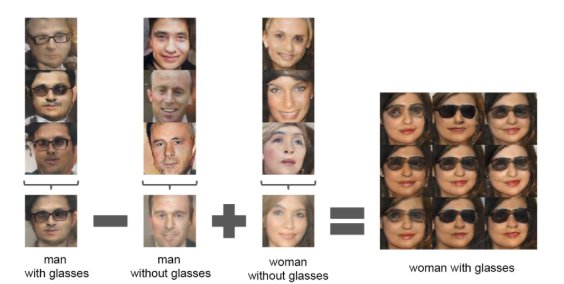 man
with glasses
man
without glasses
woman
without glasses
woman with glasses